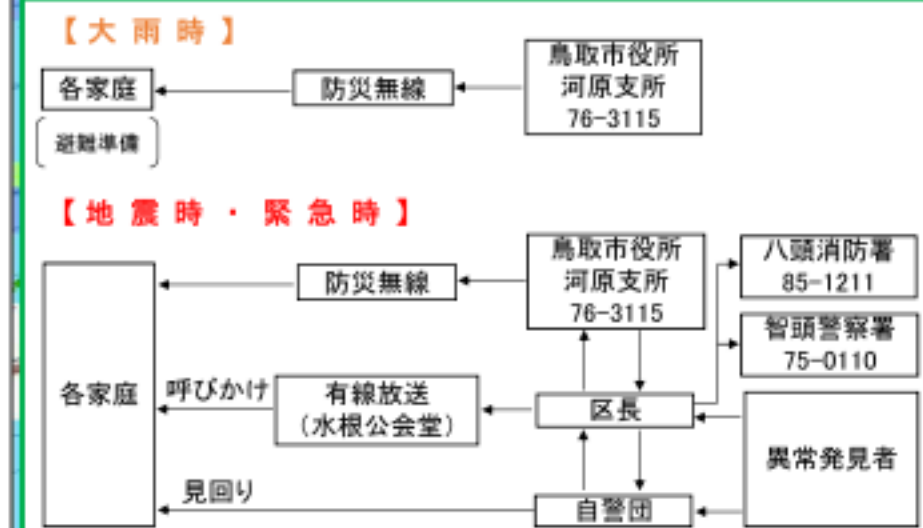 【大雨時】
各家庭
防災無線
鳥取市役所
河原支所
76-3115
避難準備
【地震時・緊急時】
防災無線
鳥取市役所
河原支所
76-3115
八頭消防署
85-1211
智頭警察署
75-0110
各家庭
呼びかけ
有線放送
(水根公会堂)
区長
異常発見者
見回り
自警団